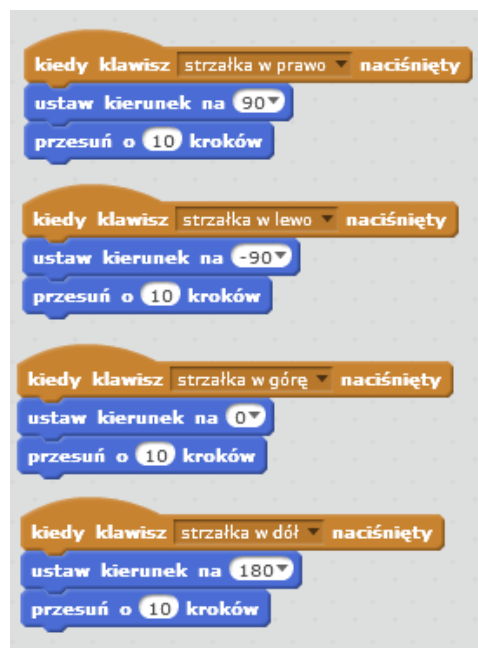 kiedy klawisz strzałka w prawo naciśnięty
ustaw kierunek na 90
przesuń o 10 kroków
kiedy klawisz strzałka w lewo naciśnięty
ustaw kierunek na -90
przesuń o 10 kroków
kiedy klawisz strzałka w górę naciśnięty
ustaw kierunek na 0
przesuń o 10 kroków
kiedy klawisz strzałka w dół naciśnięty
ustaw kierunek na 180
przesuń o 10 kroków